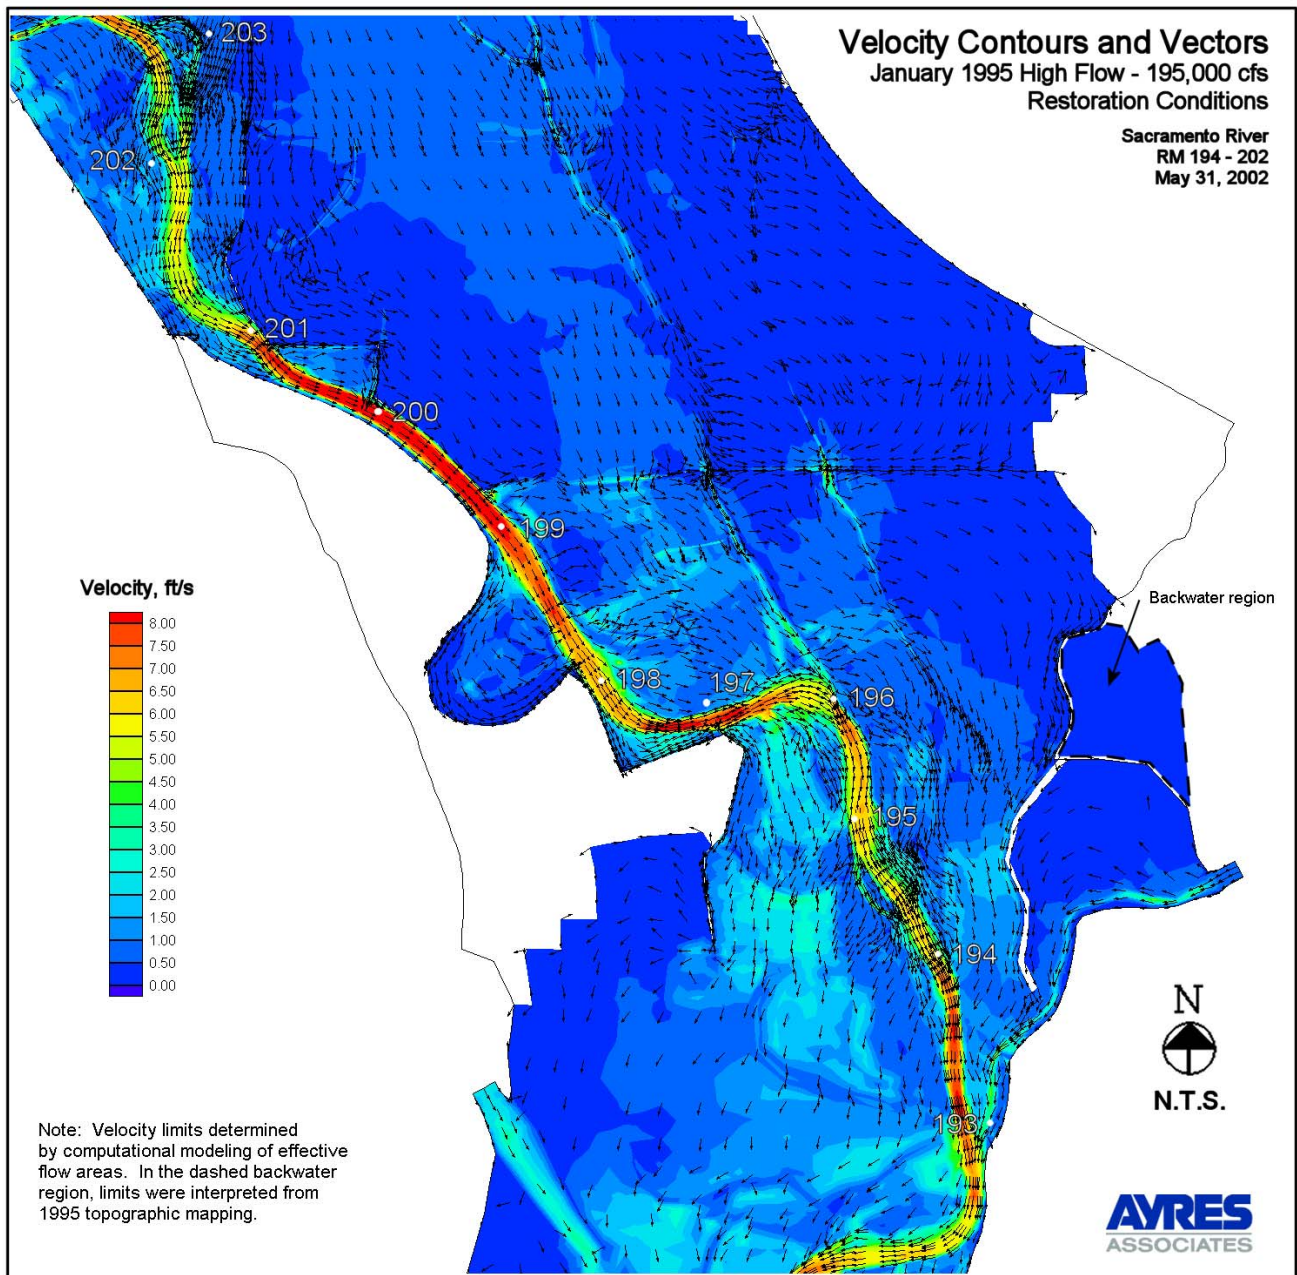 Velocity Contours and Vectors
January 1995 High Flow - 195,000 cfs
Restoration Conditions
Sacramento River
RM 194 - 202
May 31, 2002
203
202
201
200
199
198
197
196
195
194
193
Backwater region
Velocity, ft/s
8.00
7.50
7.00
6.50
6.00
5.50
5.00
4.50
4.00
3.50
3.00
2.50
2.00
1.50
1.00
0.50
0.00
N
N.T.S.
Note: Velocity limits determined
by computational modeling of effective
flow areas. In the dashed backwater
region, limits were interpreted from
1995 topographic mapping.
AYRES
ASSOCIATES